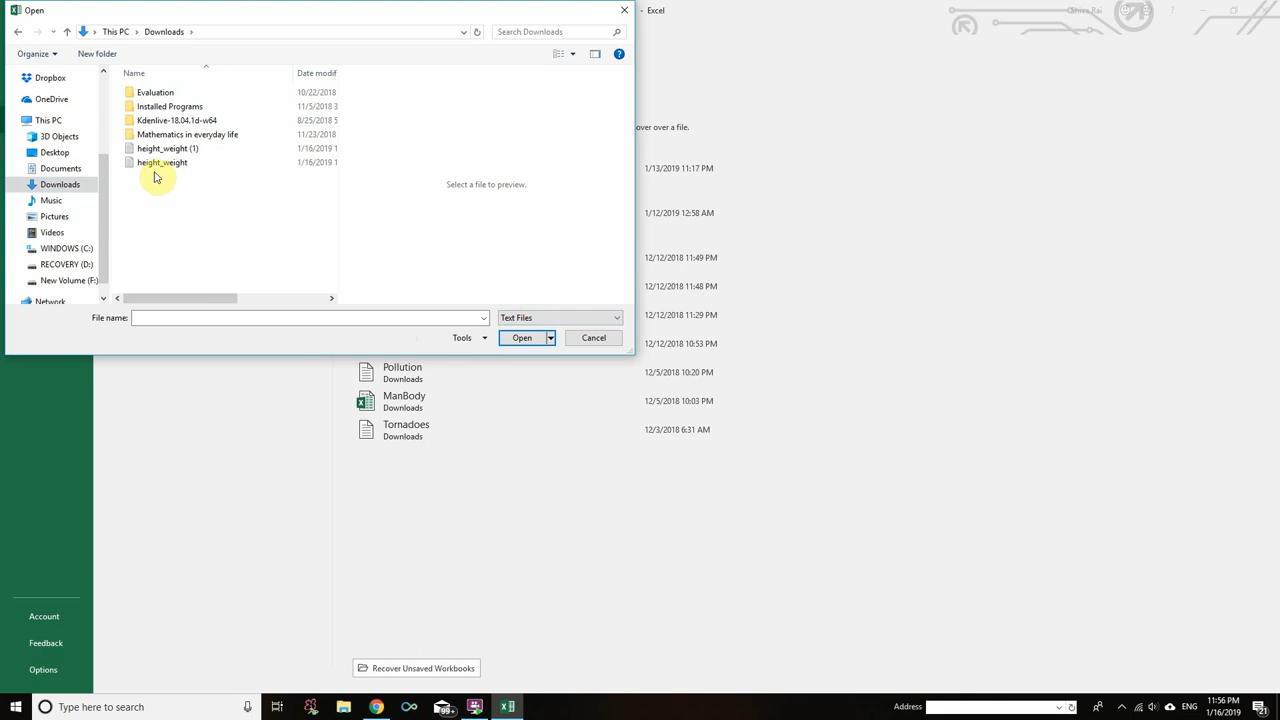 Open
- Excel
Shiva Rai
This PC
Downloads
Search Downloads
Organize
New folder
Name
Date modif
Dropbox
OneDrive
This PC
3D Objects
Desktop
Documents
Downloads
Music
Pictures
Videos
WINDOWS (C:)
RECOVERY (D:)
New Volume (F:)
Network
Evaluation 10/22/2018
Installed Programs 11/5/2018 3
Kdenlive-18.04.1d-w64 8/25/2018 5
Mathematics in everyday life 11/23/2018
height_weight (1) 1/16/2019 1
height_weight 1/16/2019 1
Select a file to preview.
File name:
Text Files
Tools
Open
Cancel
over over a file.
1/13/2019 11:17 PM
1/12/2019 12:58 AM
12/12/2018 11:49 PM
12/12/2018 11:48 PM
12/12/2018 11:29 PM
12/12/2018 10:53 PM
Pollution
Downloads
12/5/2018 10:20 PM
ManBody
Downloads
12/5/2018 10:03 PM
Tornadoes
Downloads
12/3/2018 6:31 AM
Account
Feedback
Options
Recover Unsaved Workbooks
Type here to search
99+
Address
ENG
11:56 PM
1/16/2019
21